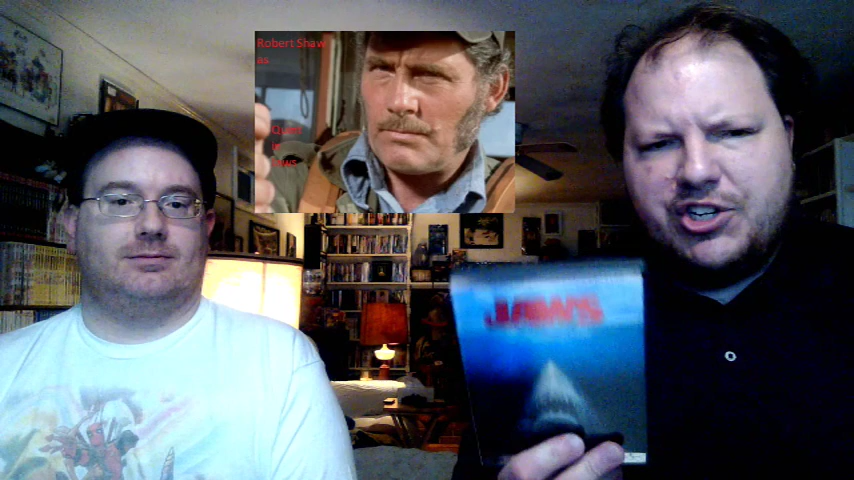 Robert Shaw
as
Quint
in
Jaws
JAWS